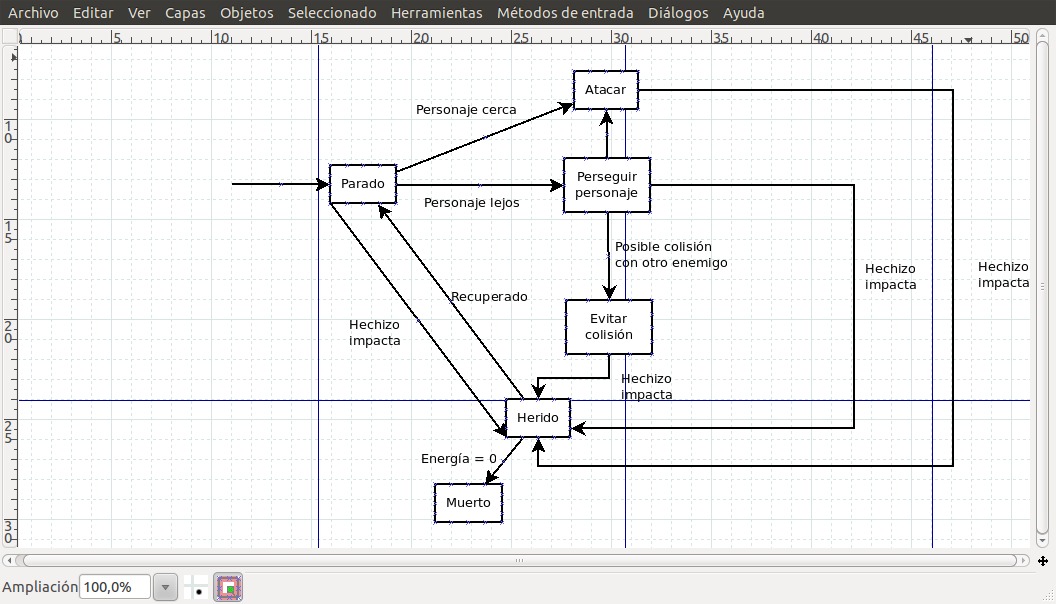 Archivo Editar Ver Capas Objetos Seleccionado Herramientas Métodos de entrada Diálogos Ayuda
5 10 15 20 25 30 35 40 45 50
Atacar
Personaje cerca
10
Parado
Perseguir
personaje
Personaje lejos
15
Posible colisión
con otro enemigo
Hechizo
impacta
Hechizo
impacta
Recuperado
Evitar
colisión
20
Hechizo
impacta
Hechizo
impacta
Herido
25
Energía = 0
Muerto
30
Ampliación 100,0%